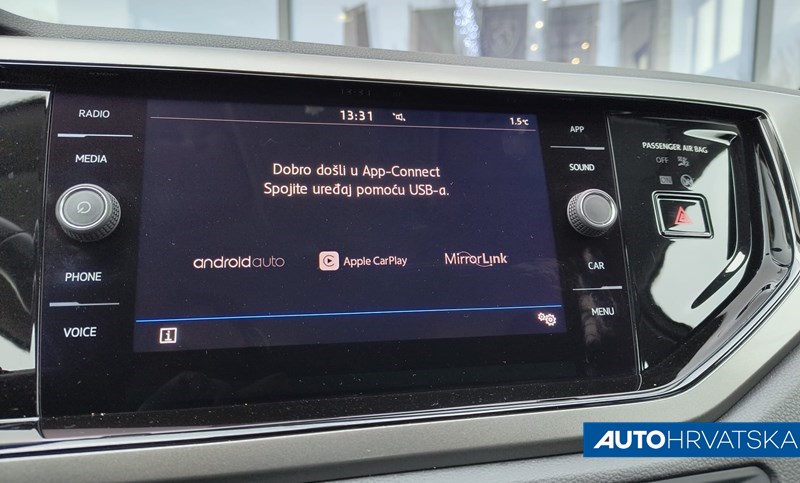 RADIO
MEDIA
PHONE
VOICE
13:31
1.5°C
Dobro došli u App-Connect
Spojite uređaj pomoću USB-a.
androidauto
Apple CarPlay
MirrorLink
i
APP
SOUND
CAR
MENU
PASSENGER AIR BAG
OFF
AUTOHRVATSKA